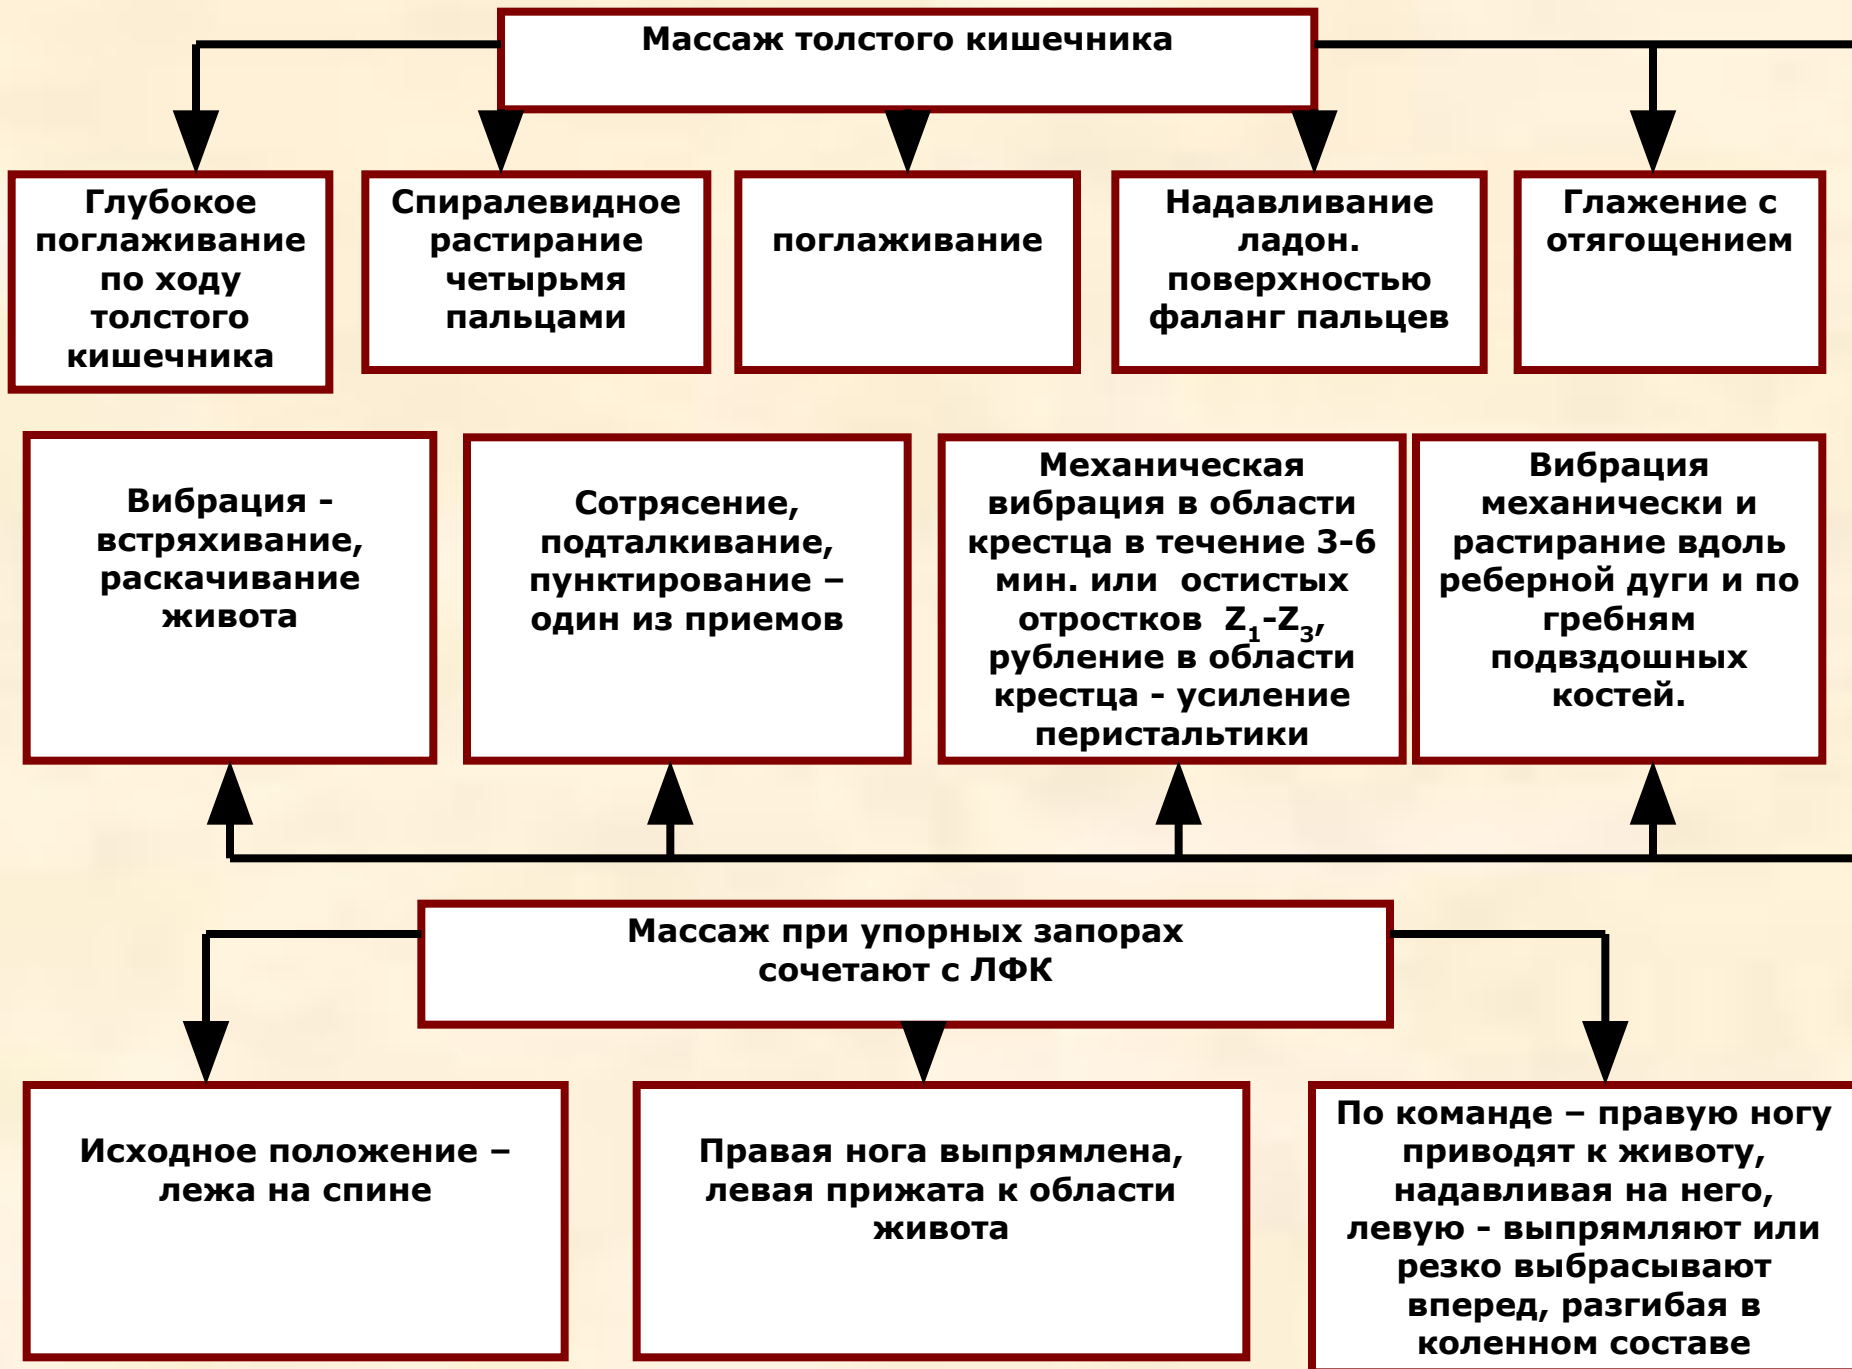 Массаж толстого кишечника
Глубокое
поглаживание
по ходу
толстого
кишечника
Спиралевидное
растирание
четырьмя
пальцами
поглаживание
Надавливание
ладон.
поверхностью
фаланг пальцев
Глажение с
отягощением
Вибрация -
встряхивание,
раскачивание
живота
Сотрясение,
подталкивание,
пунктирование –
один из приемов
Механическая
вибрация в области
крестца в течение 3-6
мин. или остистых
отростков Z₁-Z₃,
рубление в области
крестца - усиление
перистальтики
Вибрация
механически и
растирание вдоль
реберной дуги и по
гребням
подвздошных
костей.
Массаж при упорных запорах
сочетают с ЛФК
Исходное положение –
лежа на спине
Правая нога выпрямлена,
левая прижата к области
живота
По команде – правую ногу
приводят к животу,
надавливая на него,
левую - выпрямляют или
резко выбрасывают
вперед, разгибая в
коленном составе